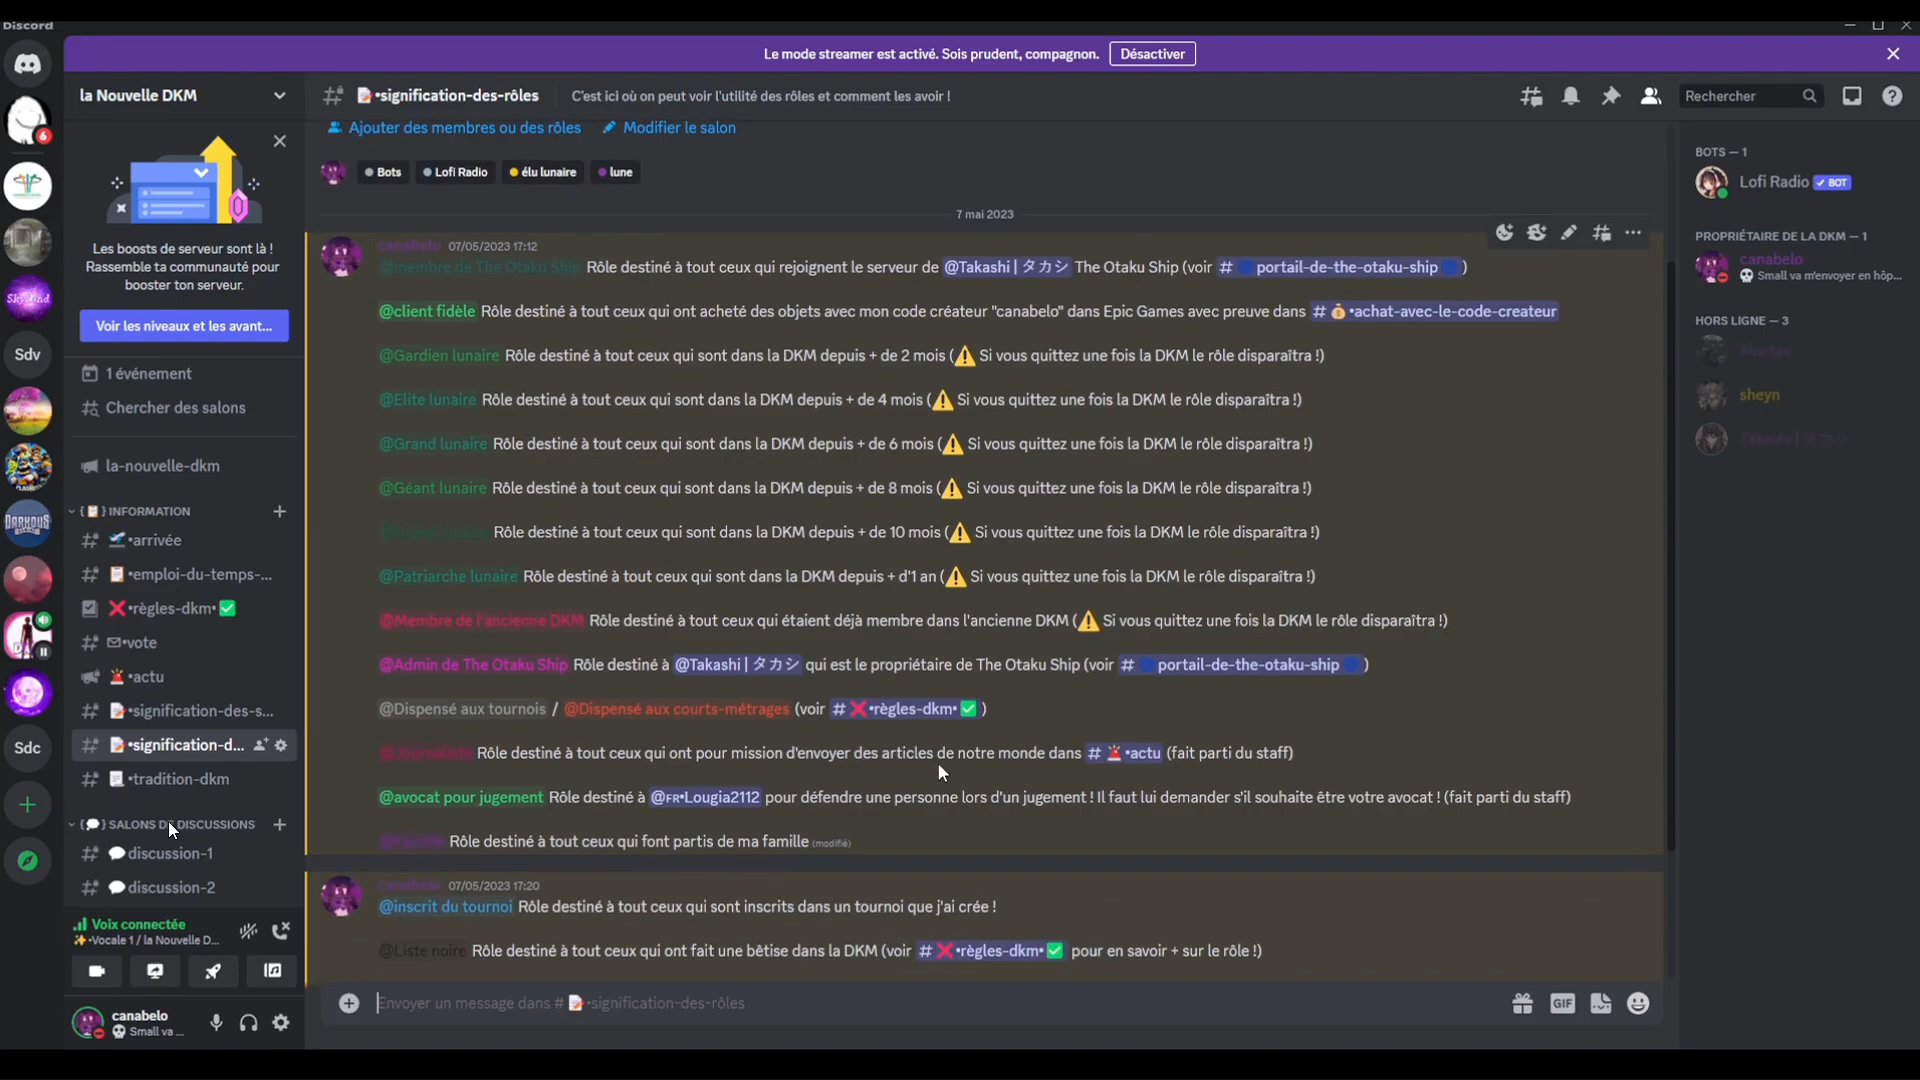 Discord
Le mode streamer est activé. Sois prudent, compagnon.
Désactiver
la Nouvelle DKM
📝•signification-des-rôles
C'est ici où on peut voir l'utilité des rôles et comment les avoir !
Rechercher
Ajouter des membres ou des rôles
Modifier le salon
Bots
Lofi Radio
élu lunaire
lune
7 mai 2023
canabelo 07/05/2023 17:12
@membre de The Otaku Ship Rôle destiné à tout ceux qui rejoignent le serveur de @Takashi | タカシ The Otaku Ship (voir # portail-de-the-otaku-ship )
@client fidèle Rôle destiné à tout ceux qui ont acheté des objets avec mon code créateur "canabelo" dans Epic Games avec preuve dans # 💰•achat-avec-le-code-createur
@Gardien lunaire Rôle destiné à tout ceux qui sont dans la DKM depuis + de 2 mois (⚠️ Si vous quittez une fois la DKM le rôle disparaîtra !)
@Elite lunaire Rôle destiné à tout ceux qui sont dans la DKM depuis + de 4 mois (⚠️ Si vous quittez une fois la DKM le rôle disparaîtra !)
@Grand lunaire Rôle destiné à tout ceux qui sont dans la DKM depuis + de 6 mois (⚠️ Si vous quittez une fois la DKM le rôle disparaîtra !)
@Géant lunaire Rôle destiné à tout ceux qui sont dans la DKM depuis + de 8 mois (⚠️ Si vous quittez une fois la DKM le rôle disparaîtra !)
Rôle destiné à tout ceux qui sont dans la DKM depuis + de 10 mois (⚠️ Si vous quittez une fois la DKM le rôle disparaîtra !)
@Patriarche lunaire Rôle destiné à tout ceux qui sont dans la DKM depuis + d'1 an (⚠️ Si vous quittez une fois la DKM le rôle disparaîtra !)
@Membre de l'ancienne DKM Rôle destiné à tout ceux qui étaient déjà membre dans l'ancienne DKM (⚠️ Si vous quittez une fois la DKM le rôle disparaîtra !)
@Admin de The Otaku Ship Rôle destiné à @Takashi | タカシ qui est le propriétaire de The Otaku Ship (voir # portail-de-the-otaku-ship )
@Dispensé aux tournois / @Dispensé aux courts-métrages (voir # ❌•règles-dkm•✅ )
@Journaliste Rôle destiné à tout ceux qui ont pour mission d'envoyer des articles de notre monde dans # 🚨•actu (fait parti du staff)
@avocat pour jugement Rôle destiné à @FR•Lougia2112 pour défendre une personne lors d'un jugement ! Il faut lui demander s'il souhaite être votre avocat ! (fait parti du staff)
@Famille Rôle destiné à tout ceux qui font partis de ma famille (modifié)
canabelo 07/05/2023 17:20
@inscrit du tournoi Rôle destiné à tout ceux qui sont inscrits dans un tournoi que j'ai crée !
@Liste noire Rôle destiné à tout ceux qui ont fait une bêtise dans la DKM (voir # ❌•règles-dkm•✅ pour en savoir + sur le rôle !)
Envoyer un message dans # 📝•signification-des-rôles
GIF
BOTS — 1
Lofi Radio ✓ BOT
PROPRIÉTAIRE DE LA DKM — 1
canabelo
Small va m'envoyer en hôp...
HORS LIGNE — 3
sheyn
6
Skyland
Sdv
DARKOUS
Sdc
Les boosts de serveur sont là !
Rassemble ta communauté pour
booster ton serveur.
Voir les niveaux et les avant...
1 événement
Chercher des salons
la-nouvelle-dkm
{📋} INFORMATION
🛫•arrivée
📋•emploi-du-temps-...
❌•règles-dkm•✅
✉•vote
🚨•actu
📝•signification-des-s...
📝•signification-d...
📃•tradition-dkm
{💬} SALONS DE DISCUSSIONS
💬discussion-1
💬discussion-2
Voix connectée
✨•Vocale 1 / la Nouvelle D...
canabelo
Small va ...